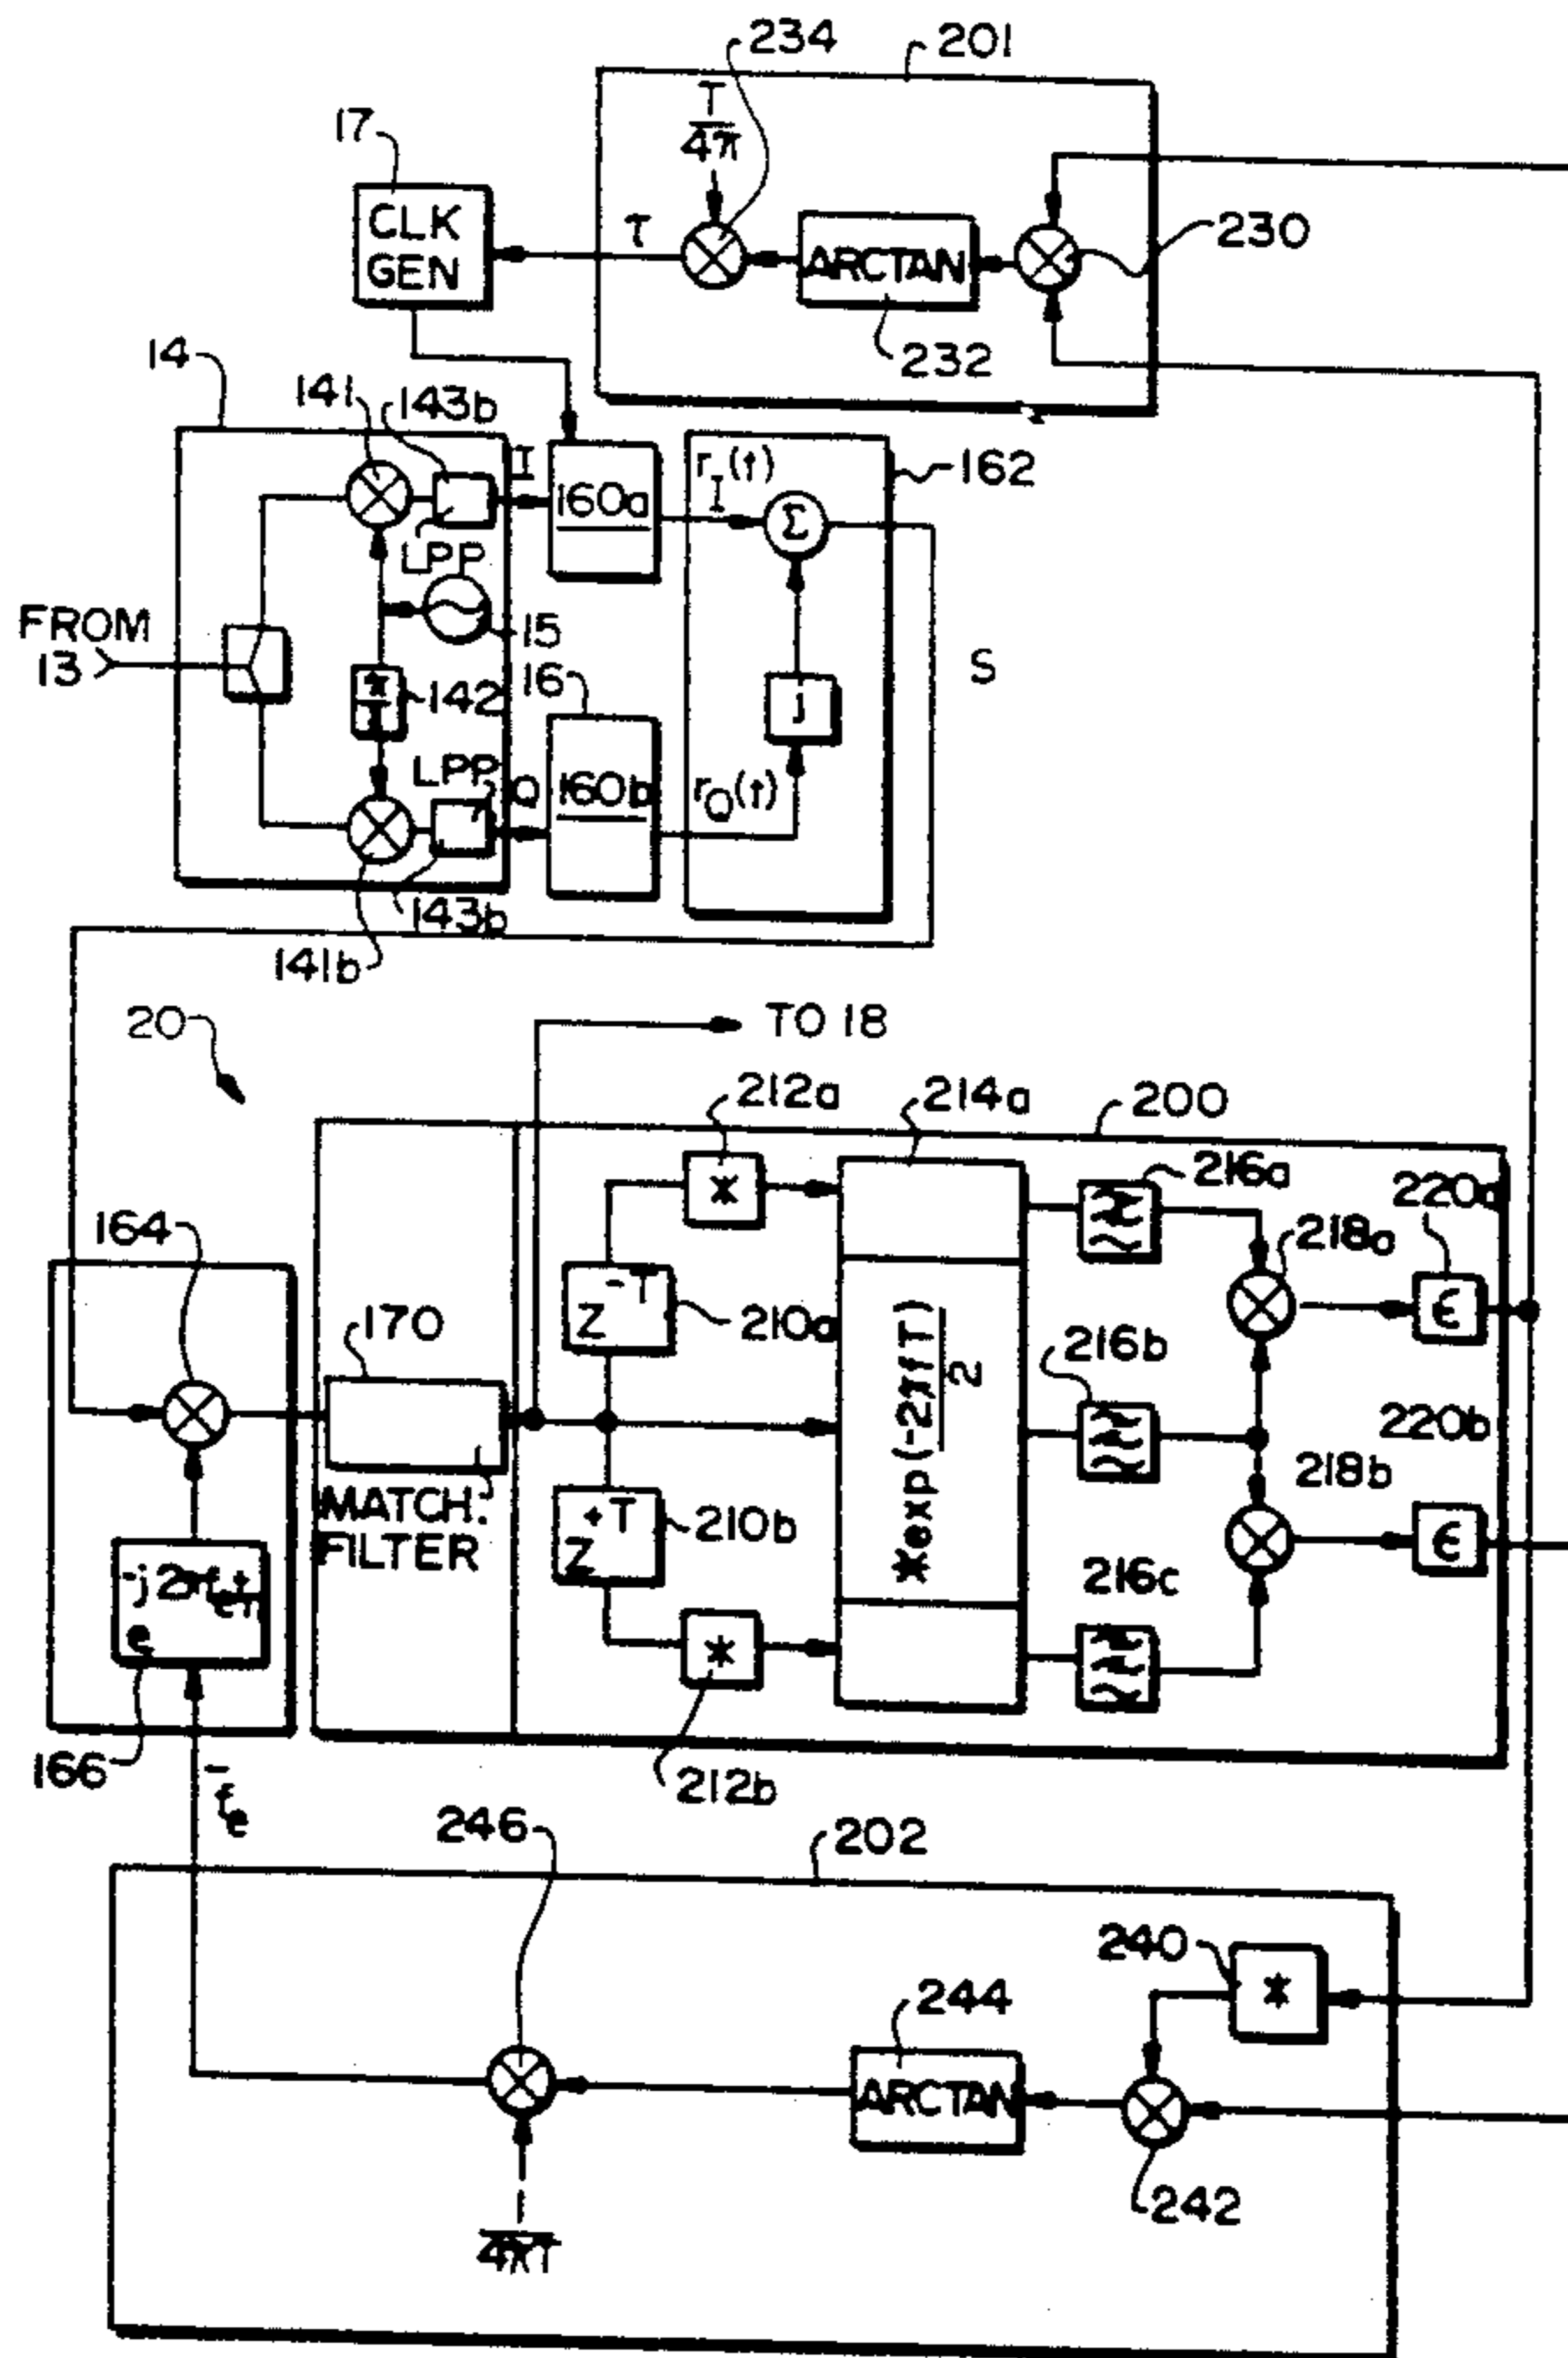 234
201
T
4π
17
CLK
GEN
τ
ARCTAN
230
232
14
141
143b
I
160a
r_I(t)
162
Σ
LPP
FROM
13
15
S
π
142
16
j
LPP
Q
160b
r_Q(t)
143b
141b
20
TO 18
212a
214a
200
*
216a
220a
164
218a
Z^-T
210a
170
216b
*exp(-2πfT)
2
220b
218b
MATCH.
FILTER
Z^+T
210b
ε
ε
216c
*
166
212b
f_e
246
202
240
*
244
ARCTAN
242
4πT